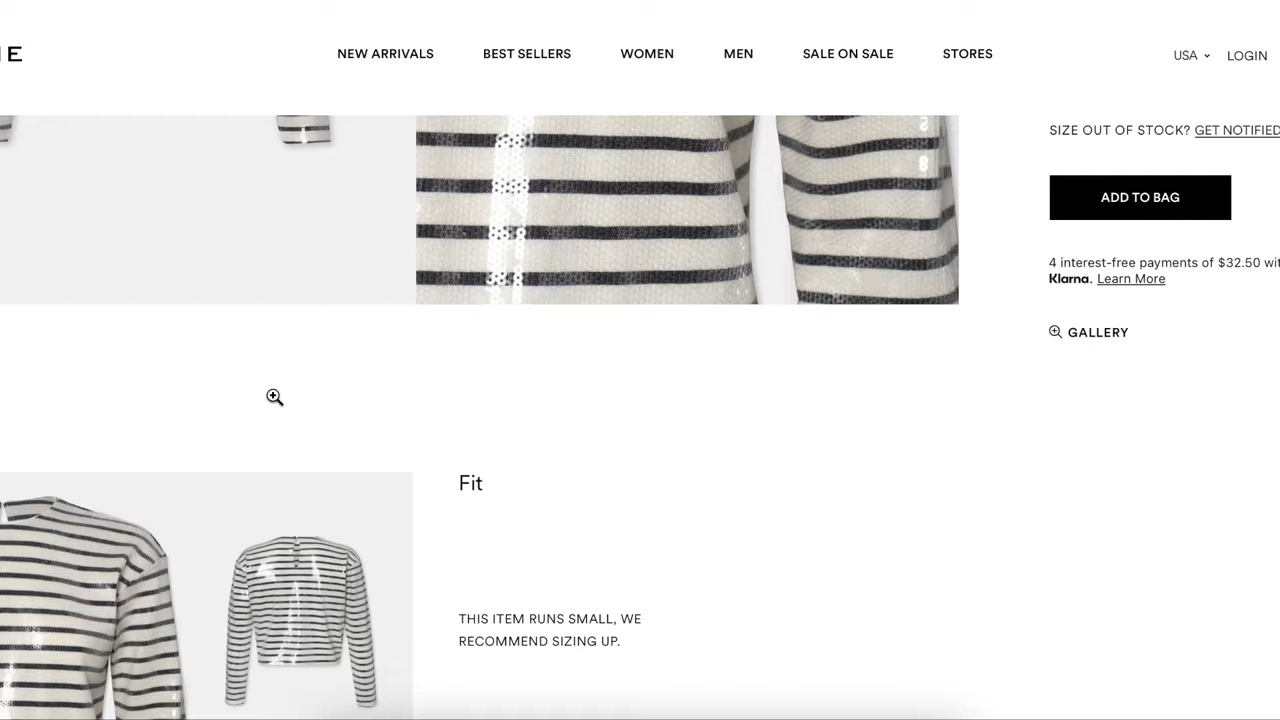 E
NEW ARRIVALS BEST SELLERS WOMEN MEN SALE ON SALE STORES USA LOGIN
SIZE OUT OF STOCK? GET NOTIFIED
ADD TO BAG
4 interest-free payments of $32.50 wit
Klarna. Learn More
GALLERY
Fit
THIS ITEM RUNS SMALL, WE
RECOMMEND SIZING UP.